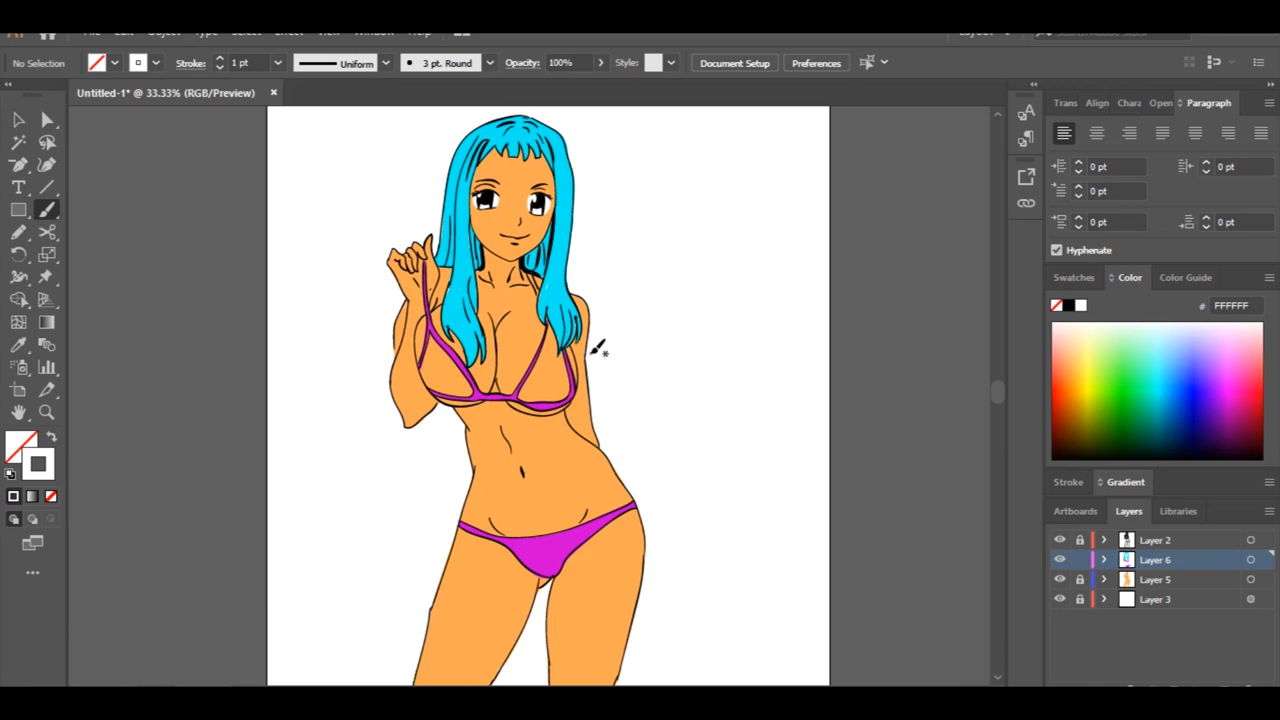 No Selection Stroke: 1 pt Uniform 3 pt. Round Opacity: 100% Style: Document Setup Preferences
Untitled-1* @ 33.33% (RGB/Preview) ×
Trans Align Chara Open Paragraph
0 pt 0 pt
0 pt
0 pt 0 pt
Hyphenate
Swatches Color Color Guide
# FFFFFF
Stroke Gradient
Artboards Layers Libraries
Layer 2
Layer 6
Layer 5
Layer 3